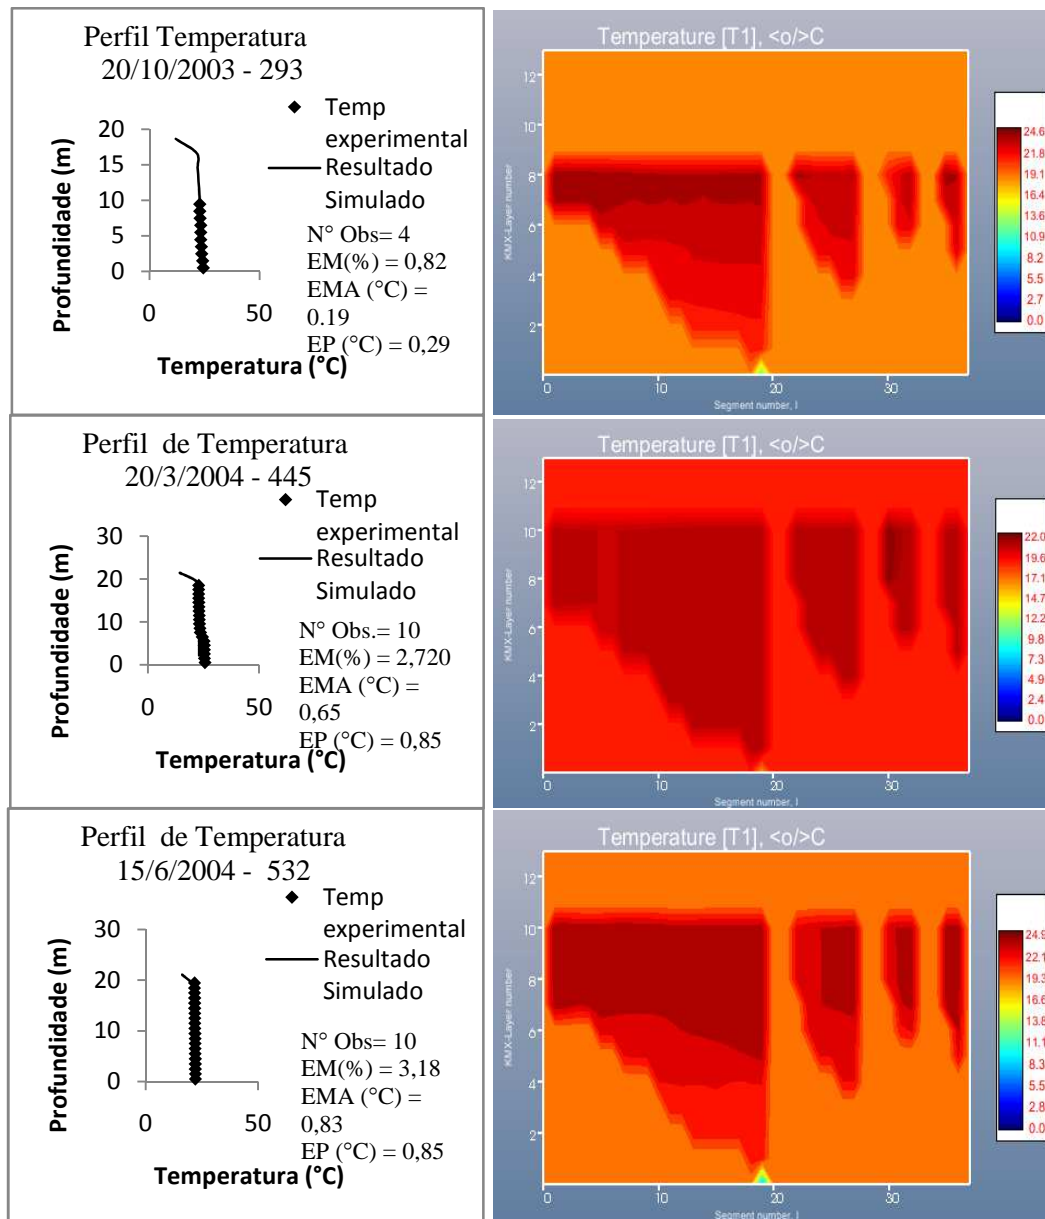 Perfil Temperatura
20/10/2003 - 293
Temp
experimental
Resultado
Simulado
N° Obs= 4
EM(%) = 0,82
EMA (°C) =
0.19
EP (°C) = 0,29
Profundidade (m)
20
15
10
5
0
0 50
Temperatura (°C)
Temperature [T1], <o/>C
KMX-Layer number
12
10
8
6
4
2
0 10 20 30
Segment number, I
24.6
21.8
19.1
16.4
13.6
10.9
8.2
5.4
2.7
0.0
Perfil de Temperatura
20/3/2004 - 445
Temp
experimental
Resultado
Simulado
N° Obs.= 10
EM(%) = 2,720
EMA (°C) =
0,65
EP (°C) = 0,85
Profundidade (m)
30
20
10
0
0 50
Temperatura (°C)
Temperature [T1], <o/>C
KMX-Layer number
12
10
8
6
4
2
0 10 20 30
Segment number, I
22.0
19.6
17.1
14.7
12.2
9.8
7.3
4.9
2.4
0.0
Perfil de Temperatura
15/6/2004 - 532
Temp
experimental
Resultado
Simulado
N° Obs= 10
EM(%) = 3,18
EMA (°C) =
0,83
EP (°C) = 0,85
Profundidade (m)
30
20
10
0
0 50
Temperatura (°C)
Temperature [T1], <o/>C
KMX-Layer number
12
10
8
6
4
2
0 10 20 30
Segment number, I
24.9
22.1
19.4
16.6
13.8
11.1
8.3
5.5
2.8
0.0